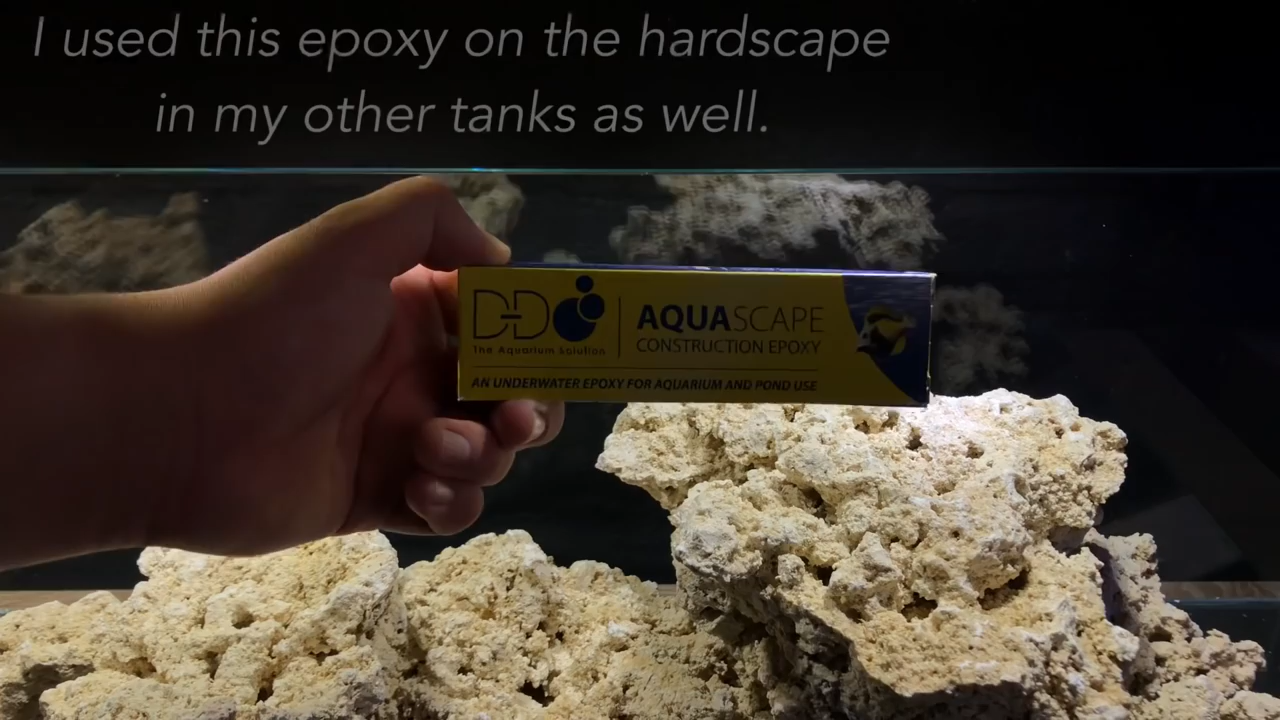 I used this epoxy on the hardscape
in my other tanks as well.
D-D
The Aquarium Solution
AQUASCAPE
CONSTRUCTION EPOXY
AN UNDERWATER EPOXY FOR AQUARIUM AND POND USE